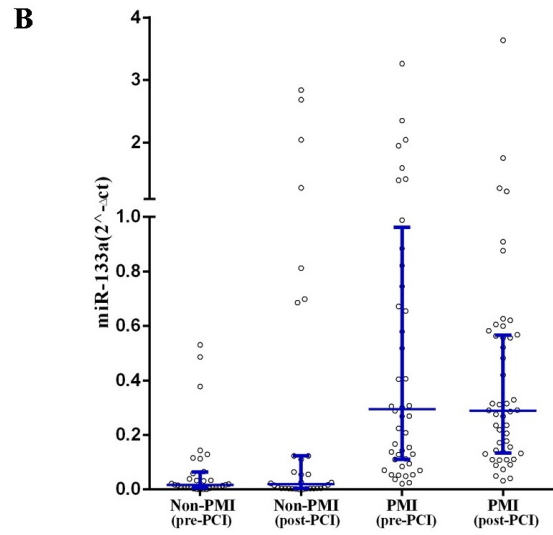 B
miR-133a(2^-△ct)
4
3
2
1.0
0.8
0.6
0.4
0.2
0.0
Non-PMI
(pre-PCI)
Non-PMI
(post-PCI)
PMI
(pre-PCI)
PMI
(post-PCI)